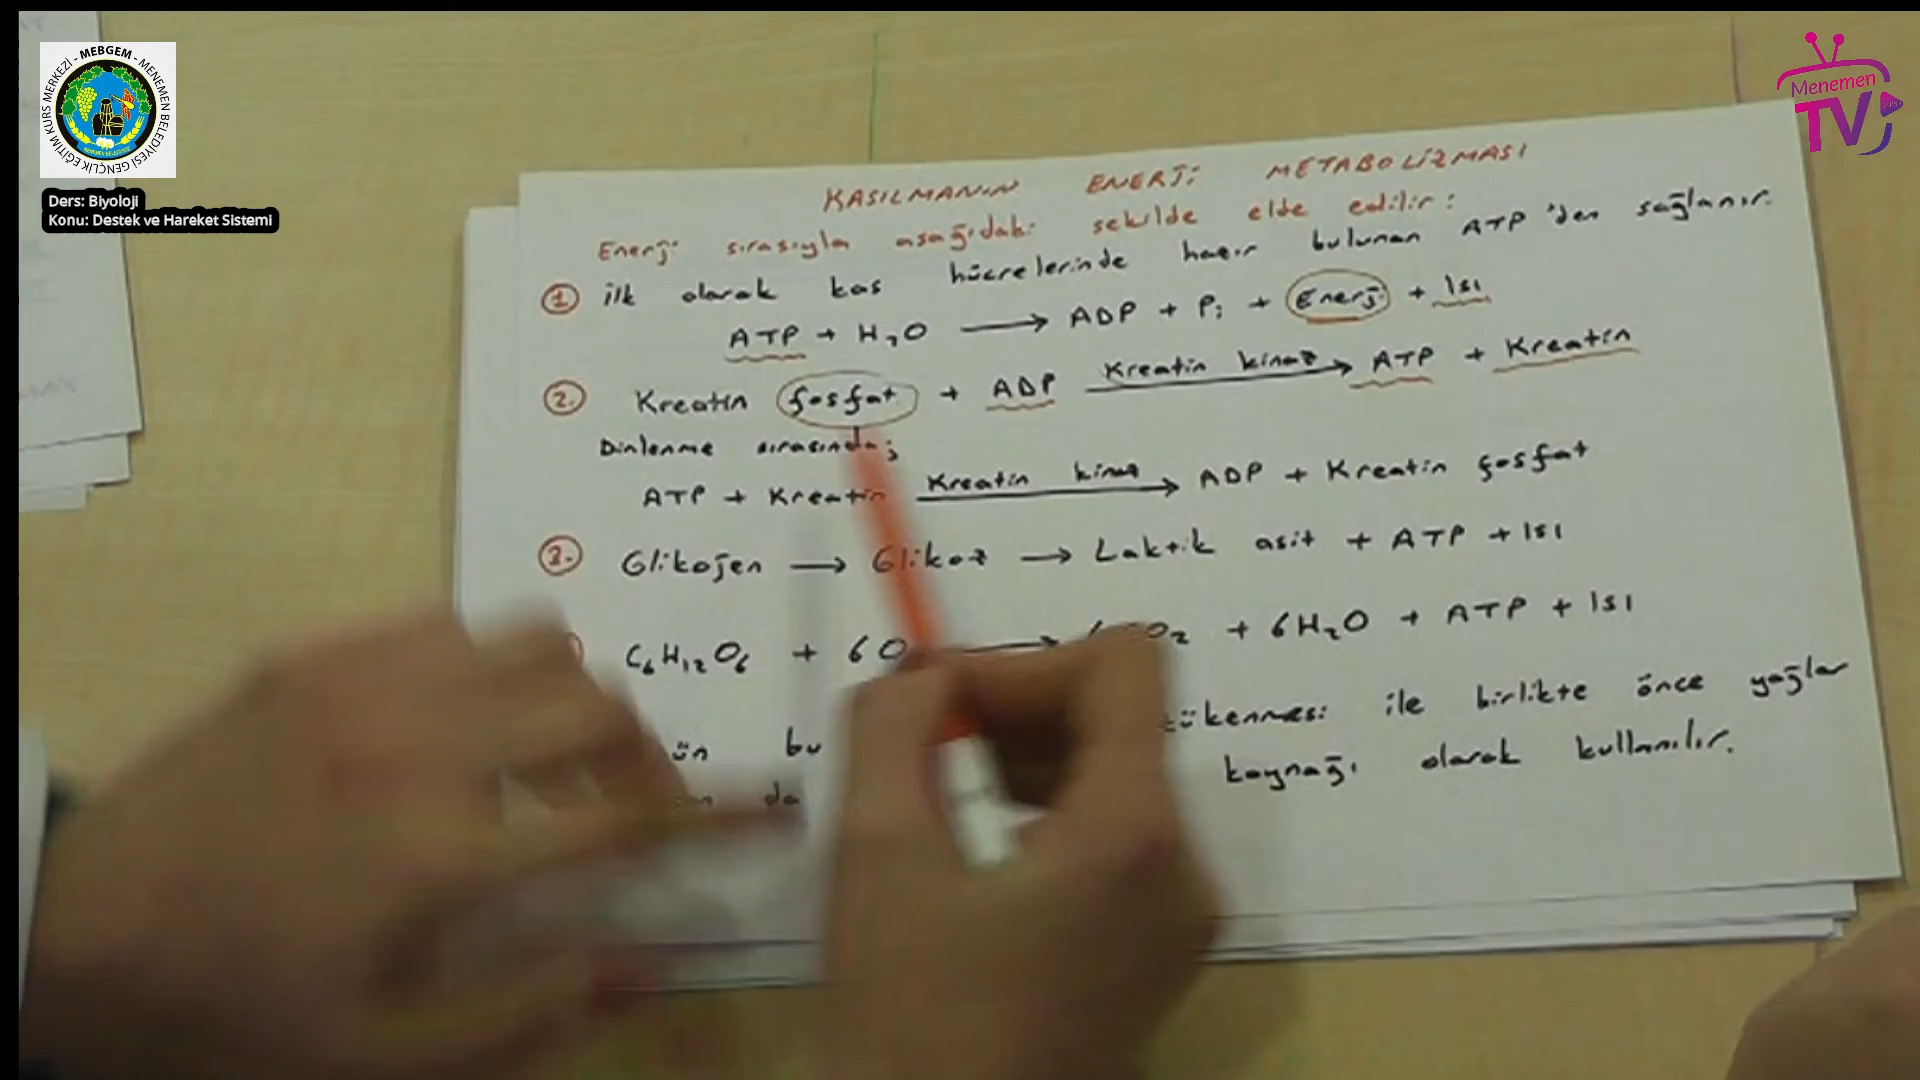 MEBGEM - MENEMEN BELEDİYESİ GENÇLİK EĞİTİM KURS MERKEZİ -
Menemen
TV
Ders: Biyoloji
Konu: Destek ve Hareket Sistemi
KASILMANIN ENERJİ METABOLİZMASI
Enerji sırasıyla aşağıdaki şekilde elde edilir:
1 İlk olarak kas hücrelerinde hazır bulunan ATP'den sağlanır.
ATP + H2O → ADP + Pi + Enerji + Isı
2. Kreatin fosfat + ADP Kreatin kinaz → ATP + Kreatin
Dinlenme sırasında;
ATP + Kreatin Kreatin kinaz → ADP + Kreatin fosfat
3. Glikojen → Glikoz → Laktik asit + ATP + Isı
C6H12O6 + 6O → O2 + 6H2O + ATP + Isı
bu tükenmesi ile birlikte önce yağlar
da kaynağı olarak kullanılır.